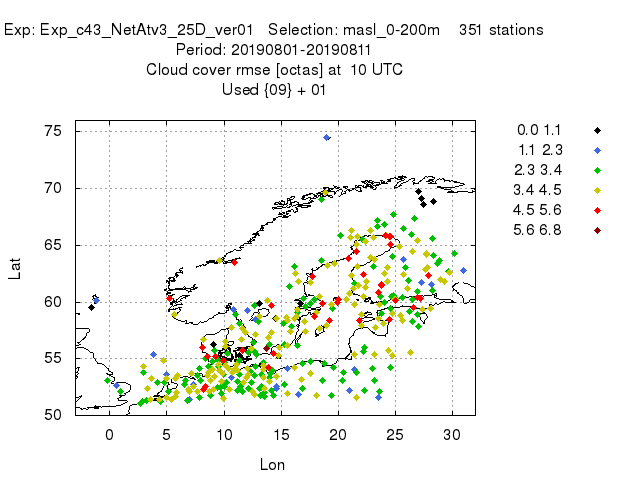 Exp: Exp_c43_NetAtv3_25D_ver01 Selection: masl_0-200m 351 stations
Period: 20190801-20190811
Cloud cover rmse [octas] at 10 UTC
Used {09} + 01
0.0 1.1
1.1 2.3
2.3 3.4
3.4 4.5
4.5 5.6
5.6 6.8
75
70
65
60
55
50
Lat
0 5 10 15 20 25 30
Lon